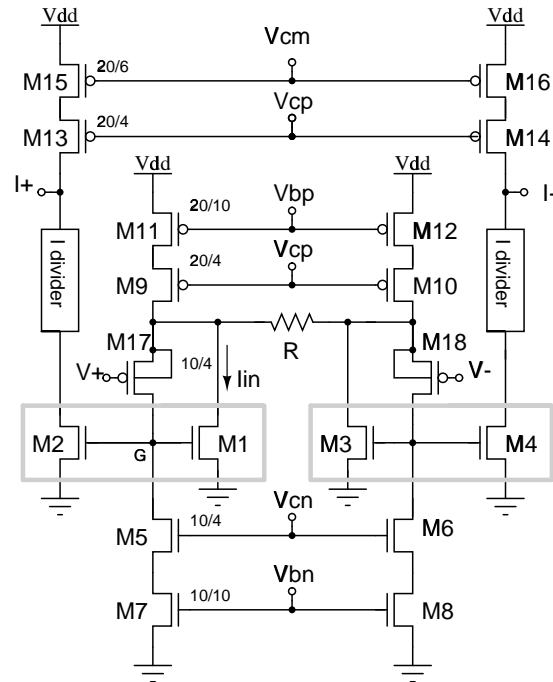 Vdd Vdd
Vcm
M15 20/6 M16
Vcp
M13 20/4 M14
Vdd Vdd
I+ I-
Vbp
M11 20/10 M12
Vcp
I divider I divider
M9 20/4 M10
M17 M18
R
V+ 10/4 Iin V-
M2 M1 M3 M4
G
Vcn
M5 10/4 M6
Vbn
M7 10/10 M8